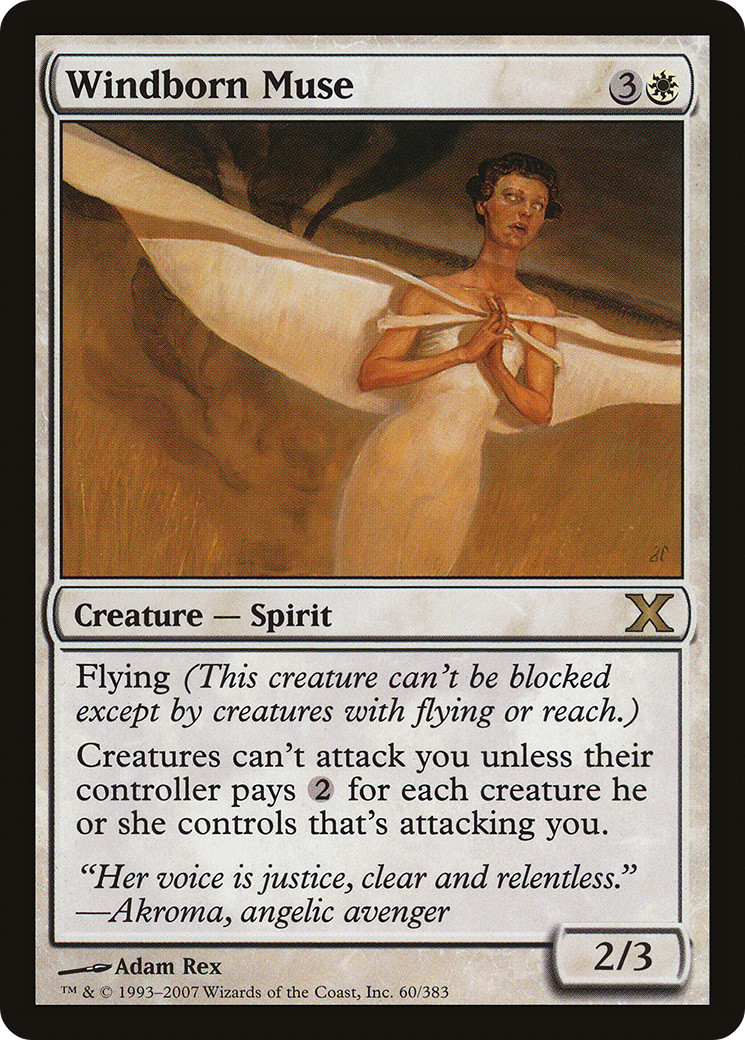 Windborn Muse 3
Creature — Spirit X
Flying (This creature can't be blocked
except by creatures with flying or reach.)
Creatures can't attack you unless their
controller pays 2 for each creature he
or she controls that's attacking you.
“Her voice is justice, clear and relentless.”
—Akroma, angelic avenger
2/3
Adam Rex
™ & © 1993–2007 Wizards of the Coast, Inc. 60/383